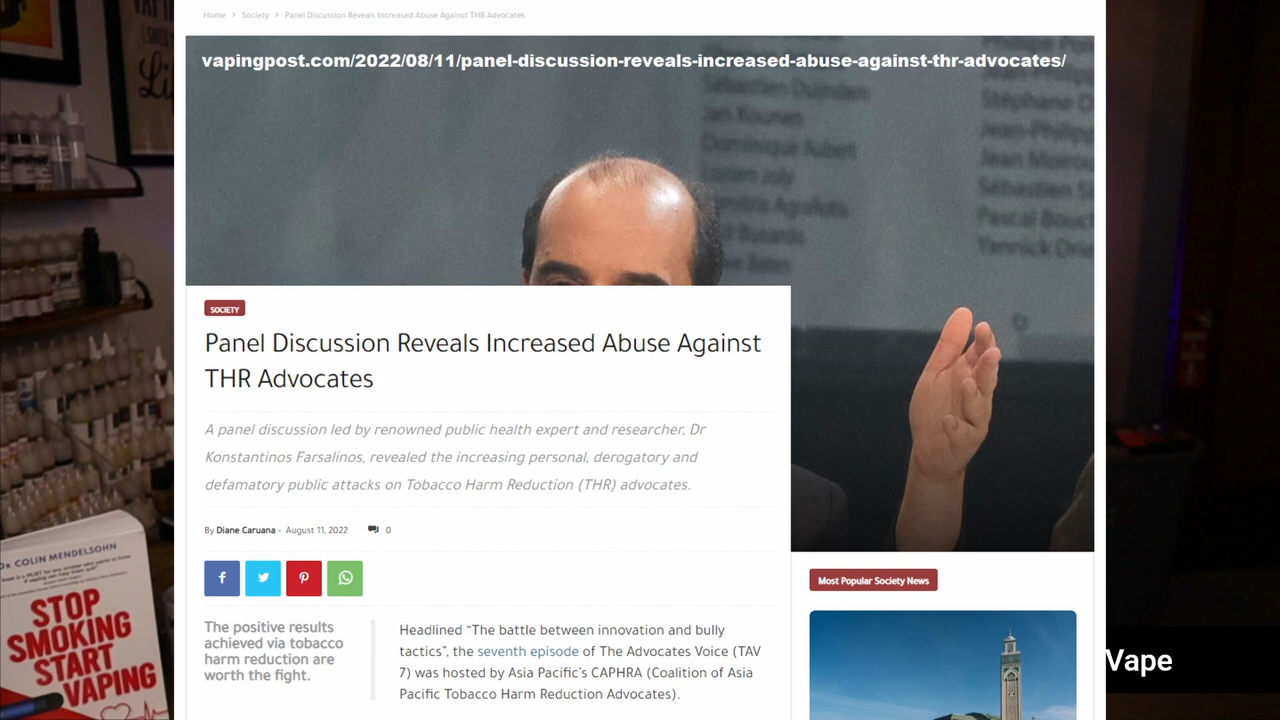 Home > Society > Panel Discussion Reveals Increased Abuse Against THR Advocates
vapingpost.com/2022/08/11/panel-discussion-reveals-increased-abuse-against-thr-advocates/
Jan Kounen
Dominique Aubert
SOCIETY
Panel Discussion Reveals Increased Abuse Against
THR Advocates
A panel discussion led by renowned public health expert and researcher, Dr
Konstantinos Farsalinos, revealed the increasing personal, derogatory and
defamatory public attacks on Tobacco Harm Reduction (THR) advocates.
By Diane Caruana - August 11, 2022 0
The positive results
achieved via tobacco
harm reduction are
worth the fight.
Headlined “The battle between innovation and bully
tactics”, the seventh episode of The Advocates Voice (TAV
7) was hosted by Asia Pacific’s CAPHRA (Coalition of Asia
Pacific Tobacco Harm Reduction Advocates).
Most Popular Society News
Vape
COLIN MENDELSOHN
STOP
SMOKING
START
VAPING